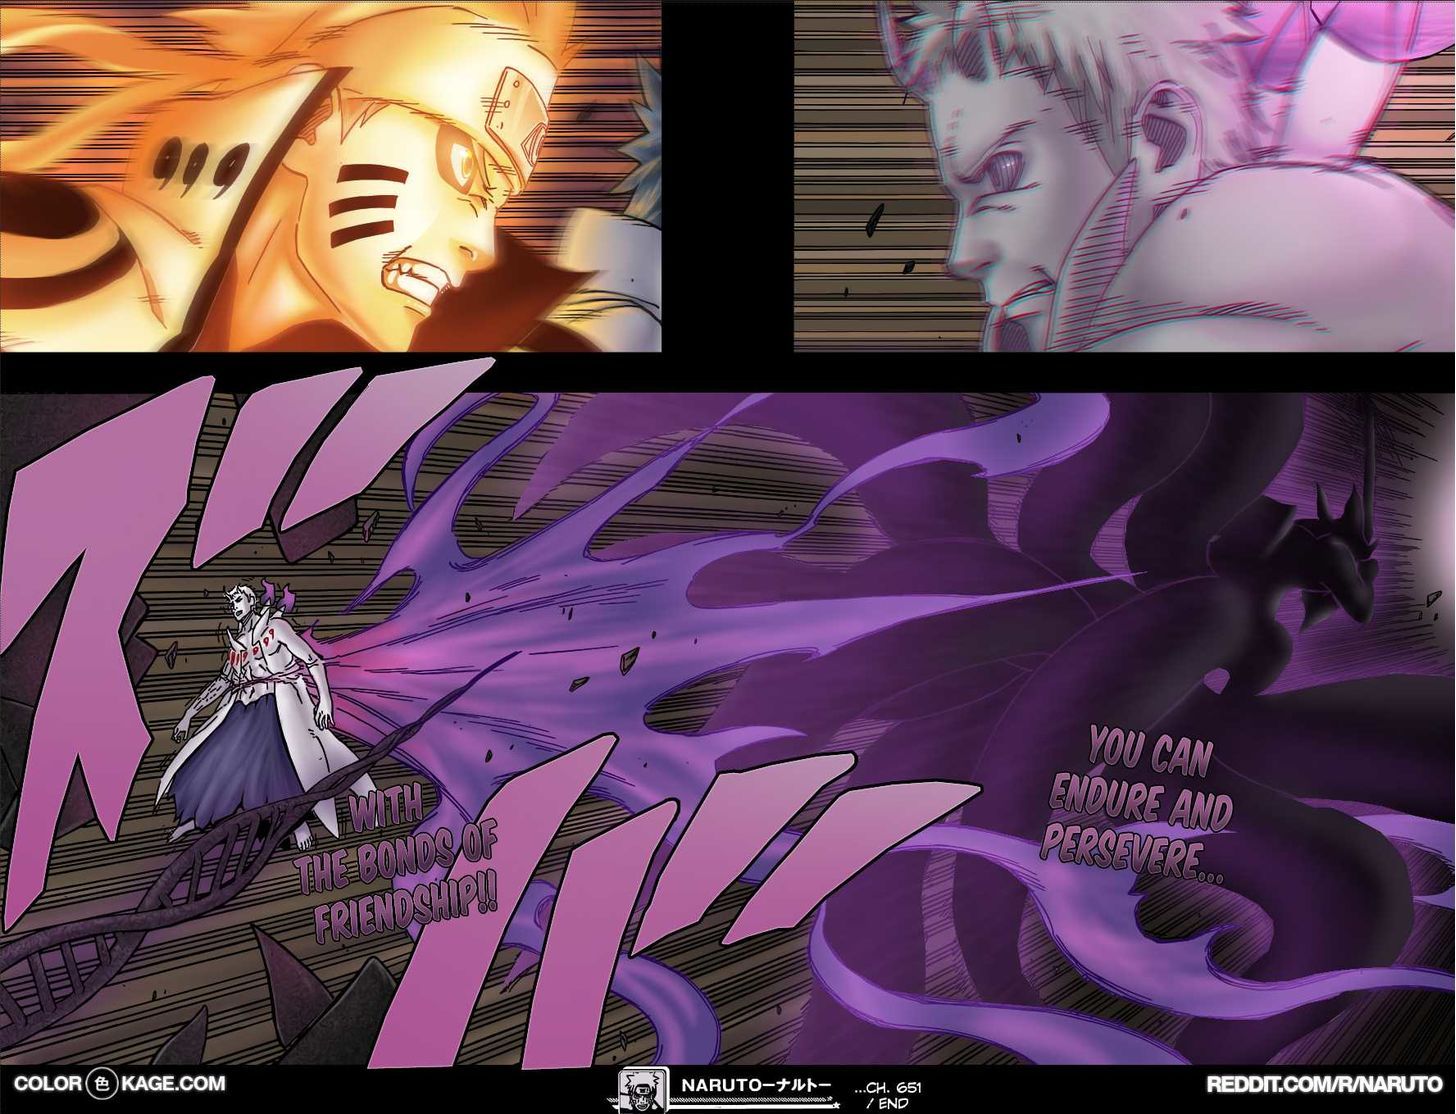 YOU CAN
ENDURE AND
PERSEVERE...
WITH
THE BONDS OF
FRIENDSHIP!!
COLOR 色 KAGE.COM
NARUTO—ナルト—
...CH. 651
/ END
REDDIT.COM/R/NARUTO